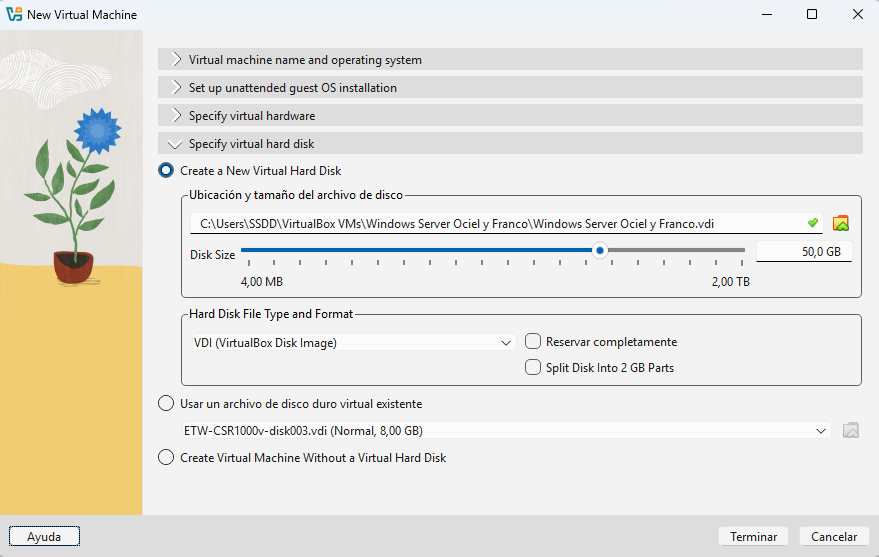 New Virtual Machine
Virtual machine name and operating system
Set up unattended guest OS installation
Specify virtual hardware
Specify virtual hard disk
Create a New Virtual Hard Disk
Ubicación y tamaño del archivo de disco
C:\Users\SSDD\VirtualBox VMs\Windows Server Ociel y Franco\Windows Server Ociel y Franco.vdi
Disk Size
50,0 GB
4,00 MB
2,00 TB
Hard Disk File Type and Format
VDI (VirtualBox Disk Image)
Reservar completamente
Split Disk Into 2 GB Parts
Usar un archivo de disco duro virtual existente
ETW-CSR1000v-disk003.vdi (Normal, 8,00 GB)
Create Virtual Machine Without a Virtual Hard Disk
Ayuda
Terminar
Cancelar